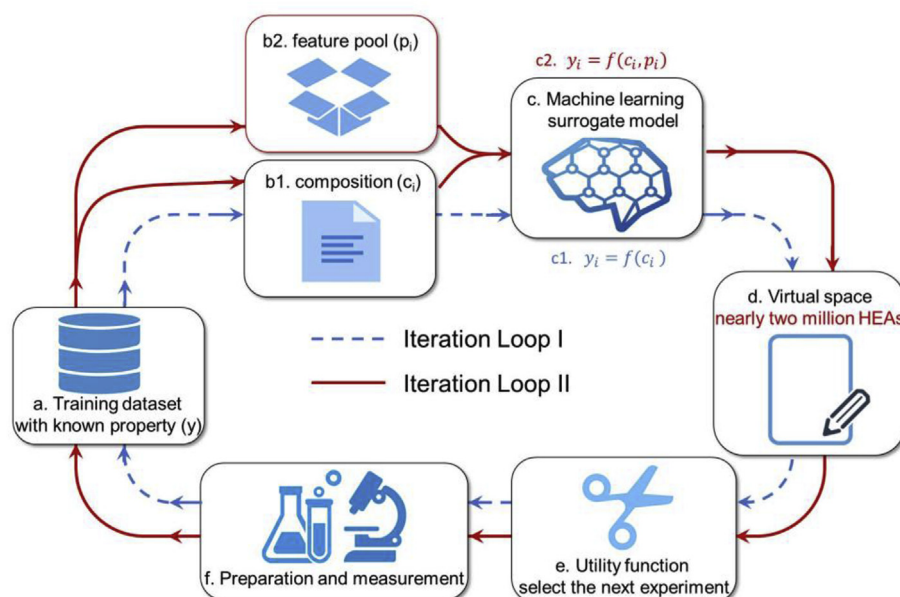 b2. feature pool (pᵢ)
c2. yᵢ = f(cᵢ, pᵢ)
c. Machine learning
surrogate model
b1. composition (cᵢ)
c1. yᵢ = f(cᵢ)
d. Virtual space
nearly two million HEAs
Iteration Loop I
Iteration Loop II
a. Training dataset
with known property (y)
f. Preparation and measurement
e. Utility function
select the next experiment